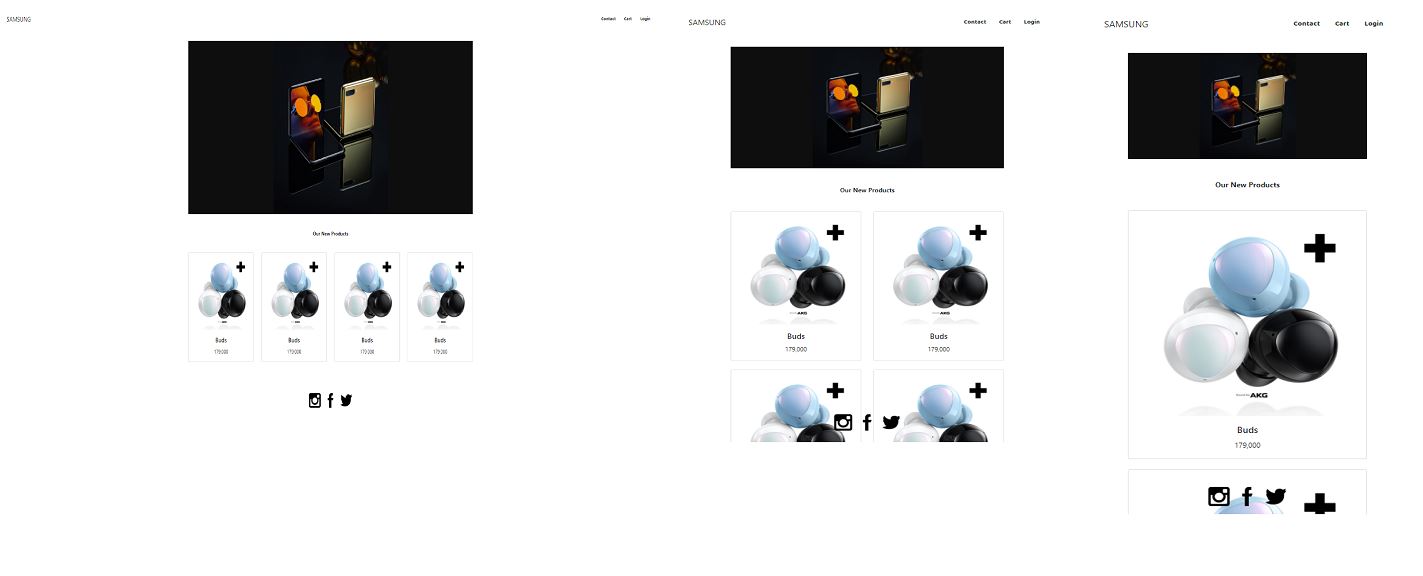 SAMSUNG
Contact Cart Login
Our New Products
Buds Buds Buds Buds
179,000 179,000 179,000 179,000
SAMSUNG
Contact Cart Login
Our New Products
AKG AKG
Buds Buds
179,000 179,000
SAMSUNG
Contact Cart Login
Our New Products
AKG
Buds
179,000